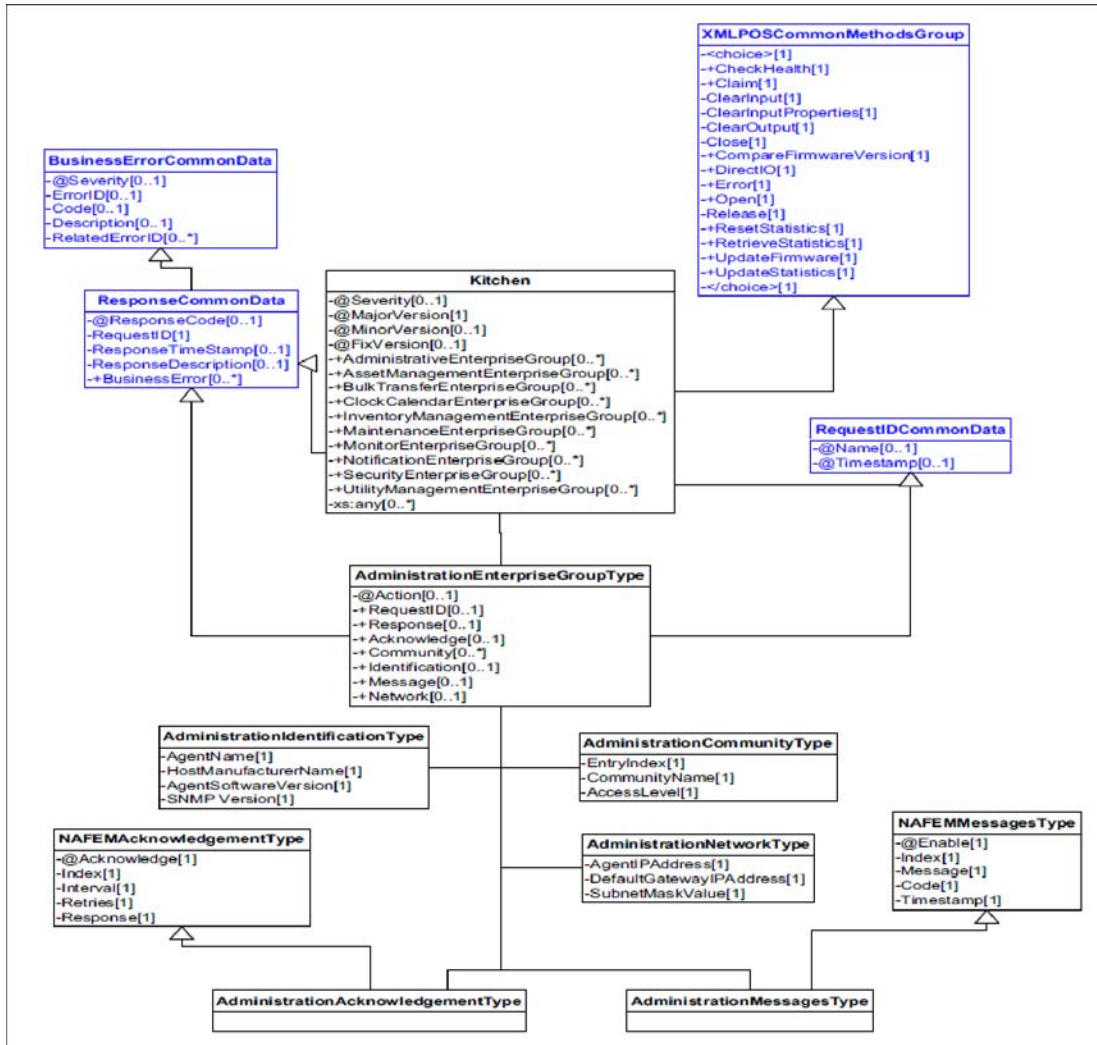 XMLPOSCommonMethodsGroup
-<choice>[1]
-+CheckHealth[1]
-+Claim[1]
-ClearInput[1]
-ClearInputProperties[1]
-ClearOutput[1]
-Close[1]
-+CompareFirmwareVersion[1]
-+DirectIO[1]
-+Error[1]
-+Open[1]
-Release[1]
-+ResetStatistics[1]
-+RetrieveStatistics[1]
-+UpdateFirmware[1]
-+UpdateStatistics[1]
-</choice>[1]
BusinessErrorCommonData
-@Severity[0..1]
-ErrorID[0..1]
-Code[0..1]
-Description[0..1]
-RelatedErrorID[0..*]
ResponseCommonData
-@ResponseCode[0..1]
-RequestID[1]
-ResponseTimeStamp[0..1]
-ResponseDescription[0..1]
-+BusinessError[0..*]
Kitchen
-@Severity[0..1]
-@MajorVersion[1]
-@MinorVersion[0..1]
-@FixVersion[0..1]
-+AdministrativeEnterpriseGroup[0..*]
-+AssetManagementEnterpriseGroup[0..*]
-+BulkTransferEnterpriseGroup[0..*]
-+ClockCalendarEnterpriseGroup[0..*]
-+InventoryManagementEnterpriseGroup[0..*]
-+MaintenanceEnterpriseGroup[0..*]
-+MonitorEnterpriseGroup[0..*]
-+NotificationEnterpriseGroup[0..*]
-+SecurityEnterpriseGroup[0..*]
-+UtilityManagementEnterpriseGroup[0..*]
-xs:any[0..*]
RequestIDCommonData
-@Name[0..1]
-@Timestamp[0..1]
AdministrationEnterpriseGroupType
-@Action[0..1]
-+RequestID[0..1]
-+Response[0..1]
-+Acknowledge[0..1]
-+Community[0..*]
-+Identification[0..1]
-+Message[0..1]
-+Network[0..1]
AdministrationIdentificationType
-AgentName[1]
-HostManufacturerName[1]
-AgentSoftwareVersion[1]
-SNMP Version[1]
AdministrationCommunityType
-EntryIndex[1]
-CommunityName[1]
-AccessLevel[1]
NAFEMAcknowledgementType
-@Acknowledge[1]
-Index[1]
-Interval[1]
-Retries[1]
-Response[1]
AdministrationNetworkType
-AgentIPAddress[1]
-DefaultGatewayIPAddress[1]
-SubnetMaskValue[1]
NAFEMMessagesType
-@Enable[1]
-Index[1]
-Message[1]
-Code[1]
-Timestamp[1]
AdministrationAcknowledgementType
AdministrationMessagesType